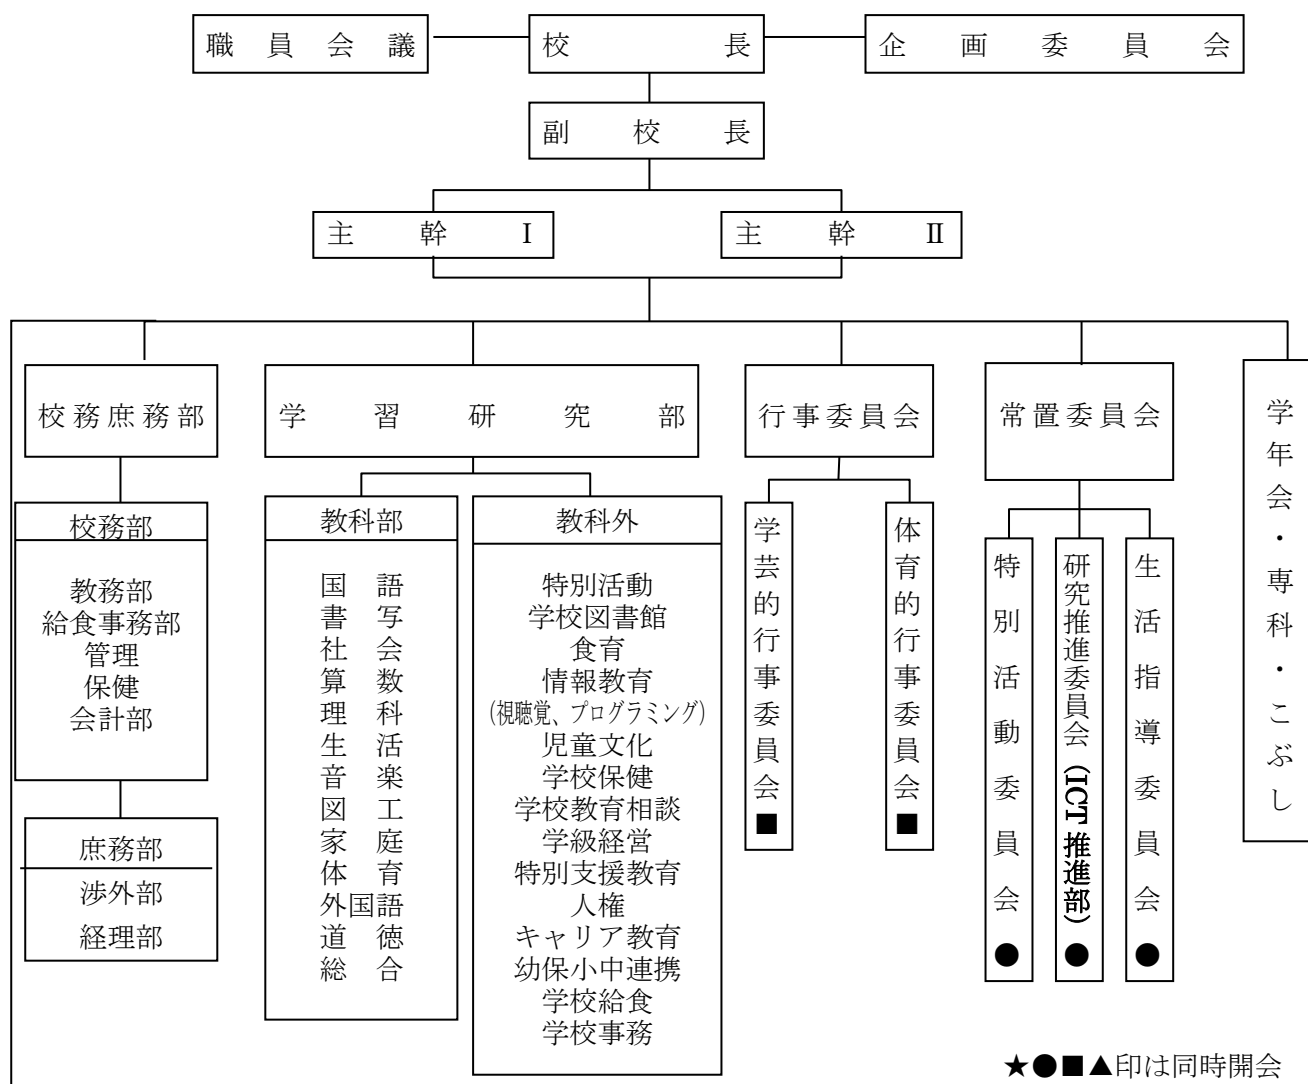 職員会議
校長
企画委員会
副校長
主幹Ⅰ
主幹Ⅱ
校務庶務部
学習研究部
行事委員会
常置委員会
学年会・専科・こぶし
校務部
教務部
給食事務部
管理
保健
会計部
庶務部
渉外部
経理部
教科部
国語
書写
社会
算数
理科
生活
音楽
図工
家庭
体育
外国語
道徳
総合
教科外
特別活動
学校図書館
食育
情報教育
(視聴覚、プログラミング)
児童文化
学校保健
学校教育相談
学級経営
特別支援教育
人権
キャリア教育
幼保小中連携
学校給食
学校事務
学芸的行事委員会■
体育的行事委員会■
特別活動委員会●
研究推進委員会(ICT推進部)●
生活指導委員会●
★●■▲印は同時開会